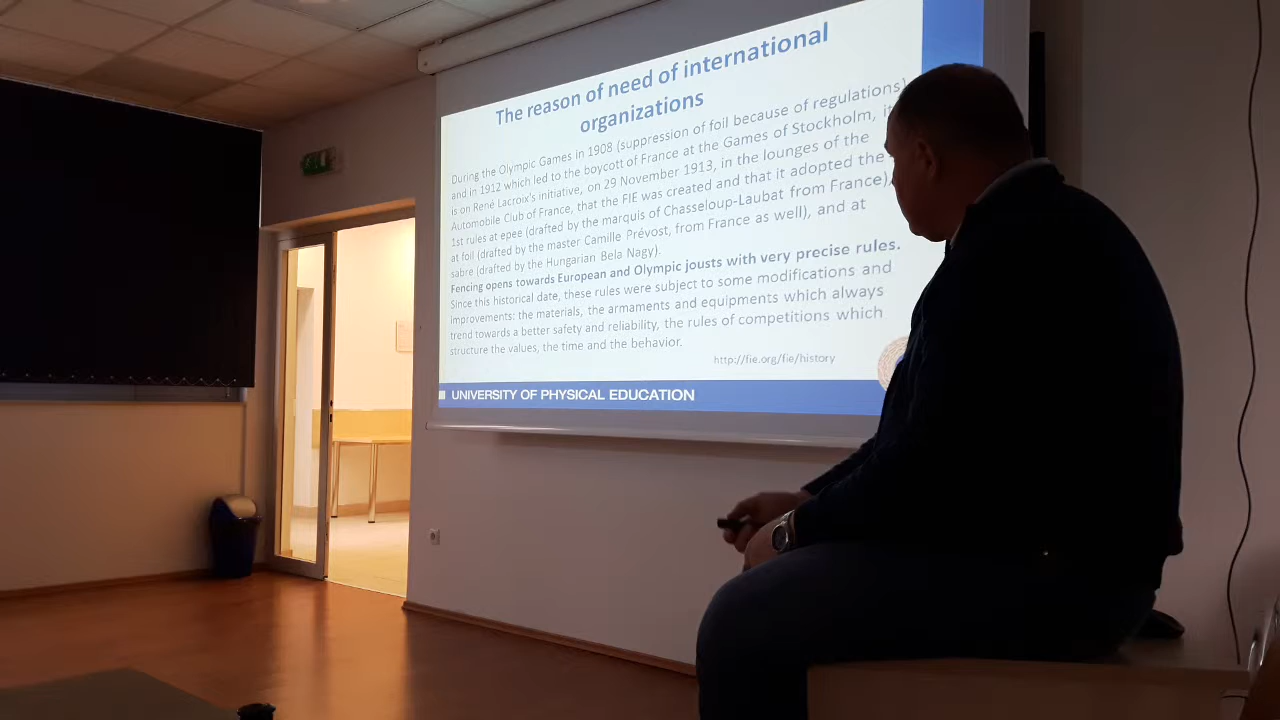 The reason of need of international
organizations
During the Olympic Games in 1908 (suppression of foil because of regulations)
and in 1912 which led to the boycott of France at the Games of Stockholm, it
is on René Lacroix's initiative, on 29 November 1913, in the lounges of the
Automobile Club of France, that the FIE was created and that it adopted the
1st rules at epee (drafted by the marquis of Chasseloup-Laubat from France),
at foil (drafted by the master Camille Prévost, from France as well), and at
sabre (drafted by the Hungarian Bela Nagy).
Fencing opens towards European and Olympic jousts with very precise rules.
Since this historical date, these rules were subject to some modifications and
improvements: the materials, the armaments and equipments which always
trend towards a better safety and reliability, the rules of competitions which
structure the values, the time and the behavior.
http://fie.org/fie/history
UNIVERSITY OF PHYSICAL EDUCATION